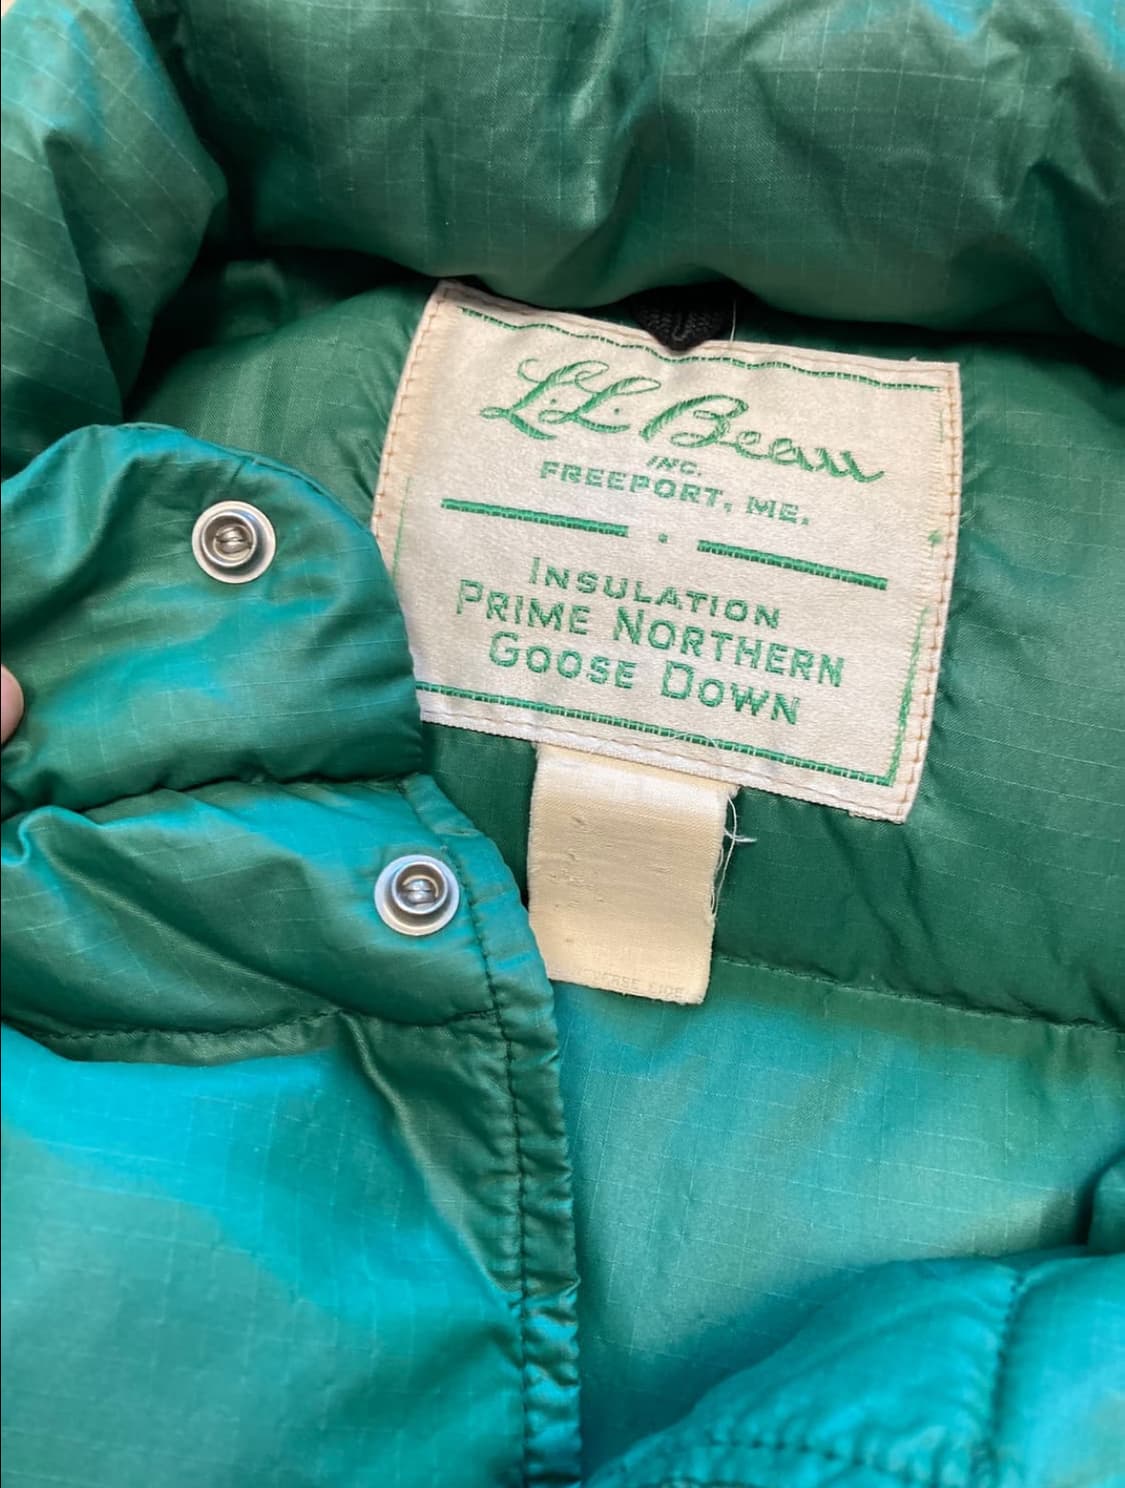 L.L.Bean
INC.
FREEPORT, ME.
INSULATION
PRIME NORTHERN
GOOSE DOWN